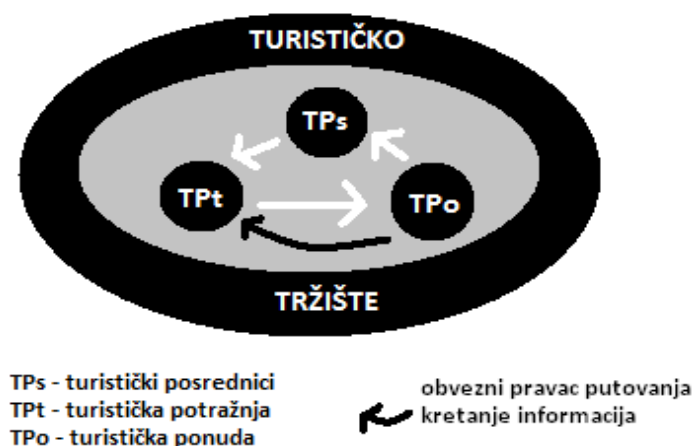 TURISTIČKO
TPs
TPt
TPo
TRŽIŠTE
TPs - turistički posrednici
TPt - turistička potražnja
TPo - turistička ponuda
obvezni pravac putovanja
kretanje informacija